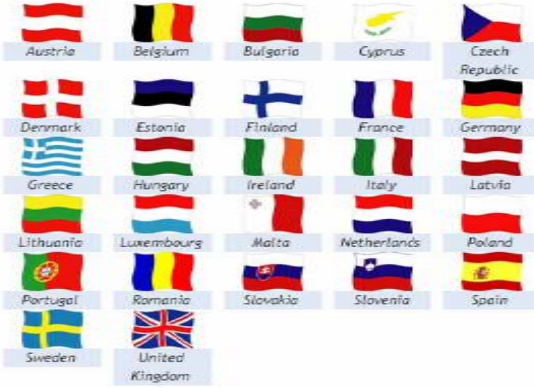 Austria Belgium Bulgaria Cyprus Czech
Republic
Denmark Estonia Finland France Germany
Greece Hungary Ireland Italy Latvia
Lithuania Luxembourg Malta Netherlands Poland
Portugal Romania Slovakia Slovenia Spain
Sweden United
Kingdom